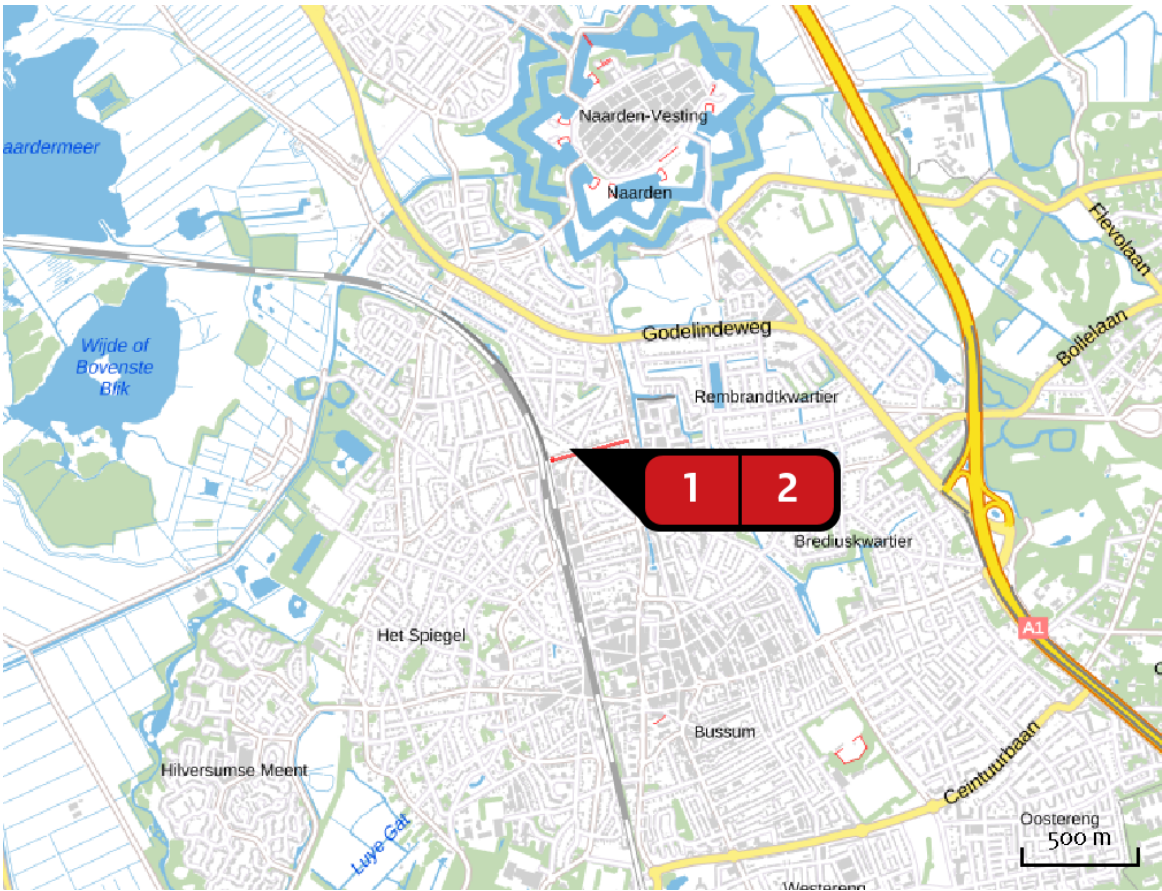 Naarden-Vesting
aardermeer
Naarden
Flevolaan
Godelindeweg
Bollelaan
Wijde of
Bovenste
Blik
Rembrandtkwartier
1 2
Brediuskwartier
A1
Het Spiegel
Bussum
Hilversumse Meent
Ceintuurbaan
Luye Gat
Oostereng
500 m
Westereng